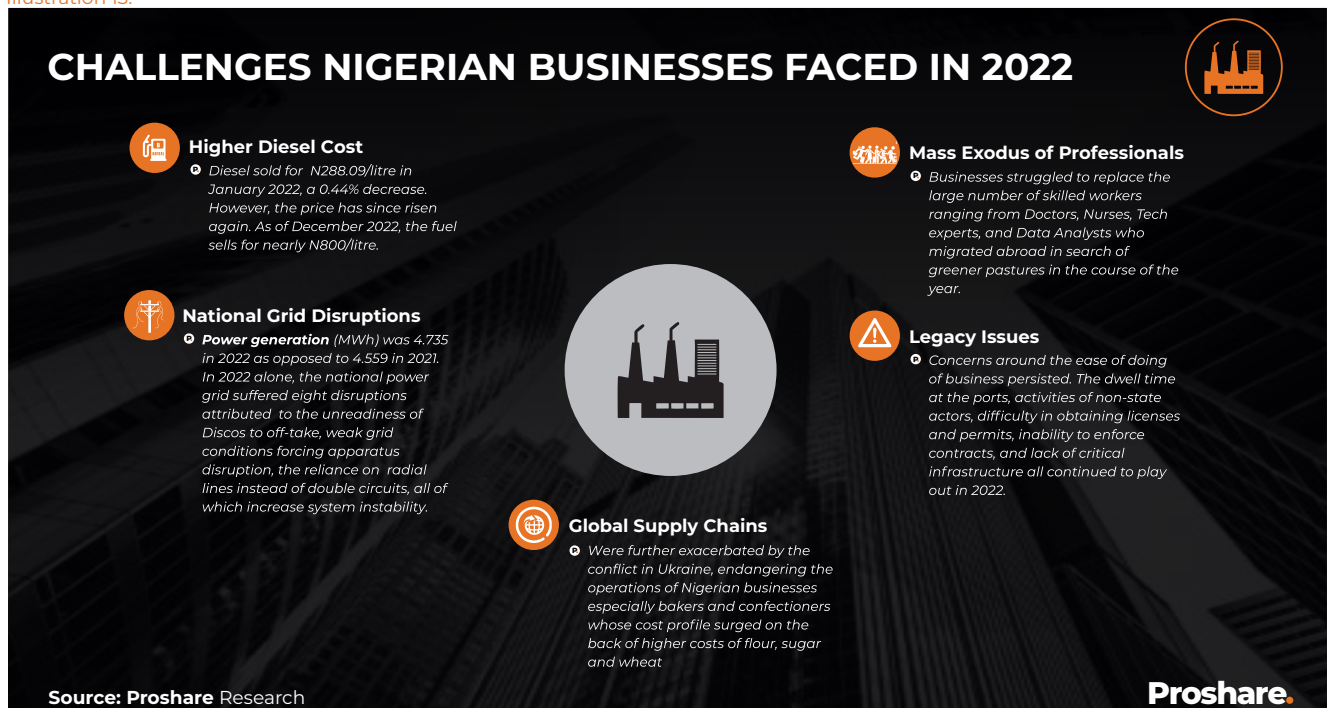 Illustration 13:
CHALLENGES NIGERIAN BUSINESSES FACED IN 2022
Higher Diesel Cost
Diesel sold for N288.09/litre in
January 2022, a 0.44% decrease.
However, the price has since risen
again. As of December 2022, the fuel
sells for nearly N800/litre.
National Grid Disruptions
Power generation (MWh) was 4.735
in 2022 as opposed to 4.559 in 2021.
In 2022 alone, the national power
grid suffered eight disruptions
attributed to the unreadiness of
Discos to off-take, weak grid
conditions forcing apparatus
disruption, the reliance on radial
lines instead of double circuits, all of
which increase system instability.
Global Supply Chains
Were further exacerbated by the
conflict in Ukraine, endangering the
operations of Nigerian businesses
especially bakers and confectioners
whose cost profile surged on the
back of higher costs of flour, sugar
and wheat
Mass Exodus of Professionals
Businesses struggled to replace the
large number of skilled workers
ranging from Doctors, Nurses, Tech
experts, and Data Analysts who
migrated abroad in search of
greener pastures in the course of the
year.
Legacy Issues
Concerns around the ease of doing
of business persisted. The dwell time
at the ports, activities of non-state
actors, difficulty in obtaining licenses
and permits, inability to enforce
contracts, and lack of critical
infrastructure all continued to play
out in 2022.
Source: Proshare Research
Proshare.